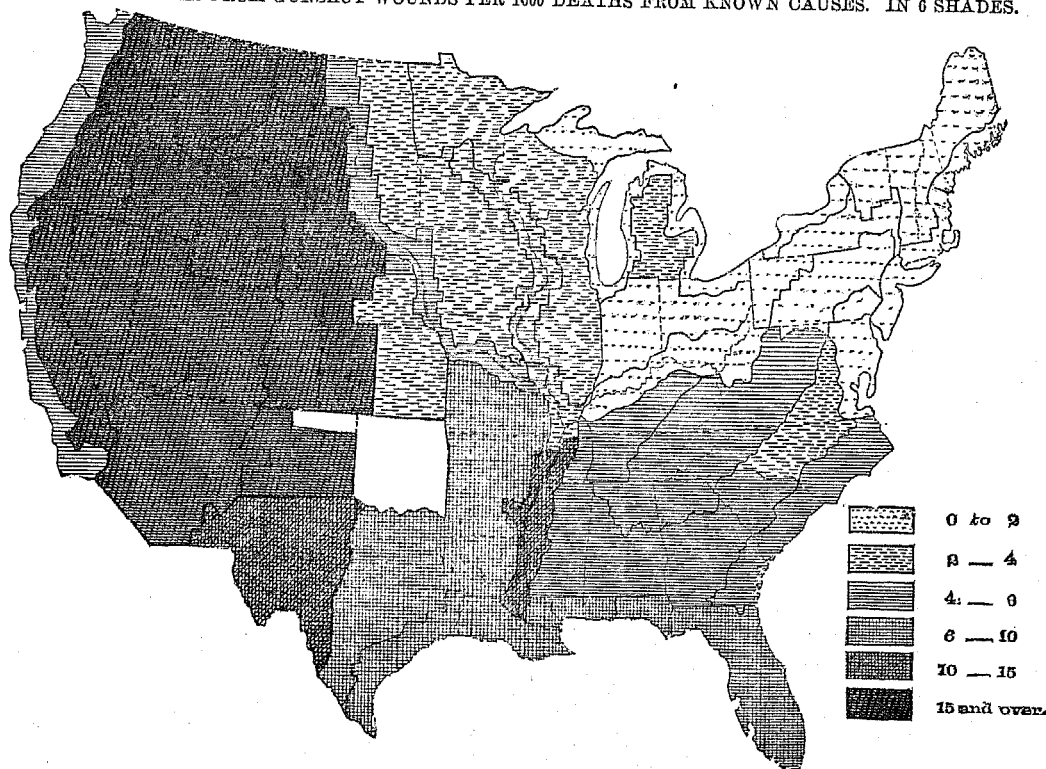 GUNSHOT WOUNDS PER 1000 DEATHS FROM KNOWN CAUSES. IN 6 SHADES.
0 to 2
2 — 4
4 — 6
6 — 10
10 — 15
15 and over.